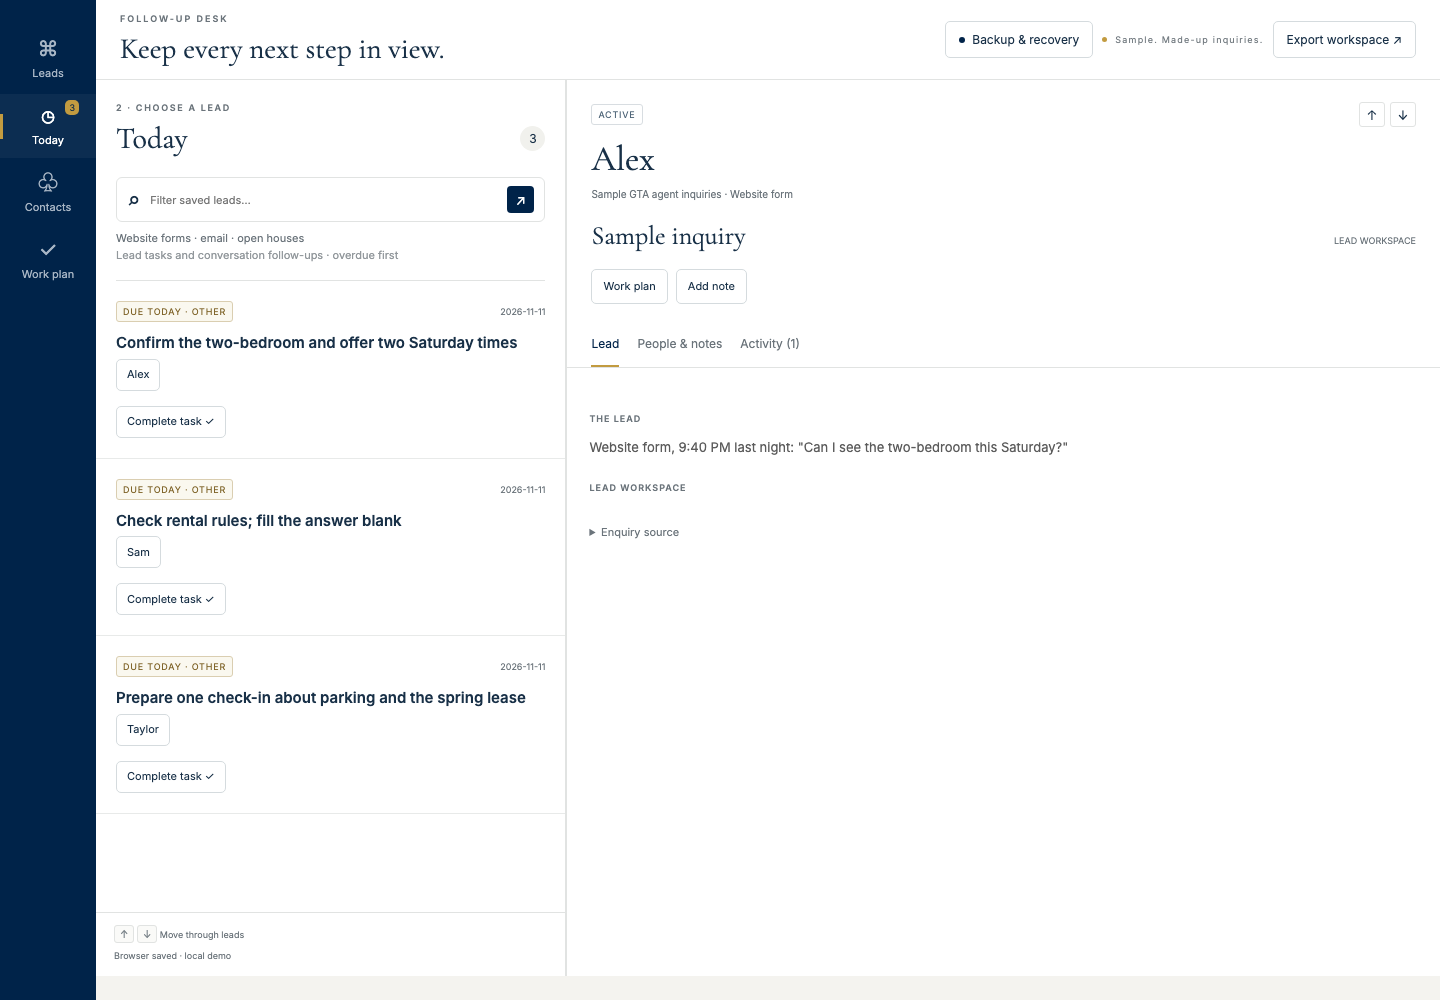 Leads
3
Today
Contacts
Work plan
FOLLOW-UP DESK
Keep every next step in view.
Backup & recovery
Sample. Made-up inquiries.
Export workspace ↗
2 · CHOOSE A LEAD
Today
3
Filter saved leads...
Website forms · email · open houses
Lead tasks and conversation follow-ups · overdue first
DUE TODAY · OTHER
2026-11-11
Confirm the two-bedroom and offer two Saturday times
Alex
Complete task ✓
DUE TODAY · OTHER
2026-11-11
Check rental rules; fill the answer blank
Sam
Complete task ✓
DUE TODAY · OTHER
2026-11-11
Prepare one check-in about parking and the spring lease
Taylor
Complete task ✓
↑ ↓ Move through leads
Browser saved · local demo
ACTIVE
↑ ↓
Alex
Sample GTA agent inquiries · Website form
Sample inquiry
LEAD WORKSPACE
Work plan
Add note
Lead
People & notes
Activity (1)
THE LEAD
Website form, 9:40 PM last night: "Can I see the two-bedroom this Saturday?"
LEAD WORKSPACE
Enquiry source